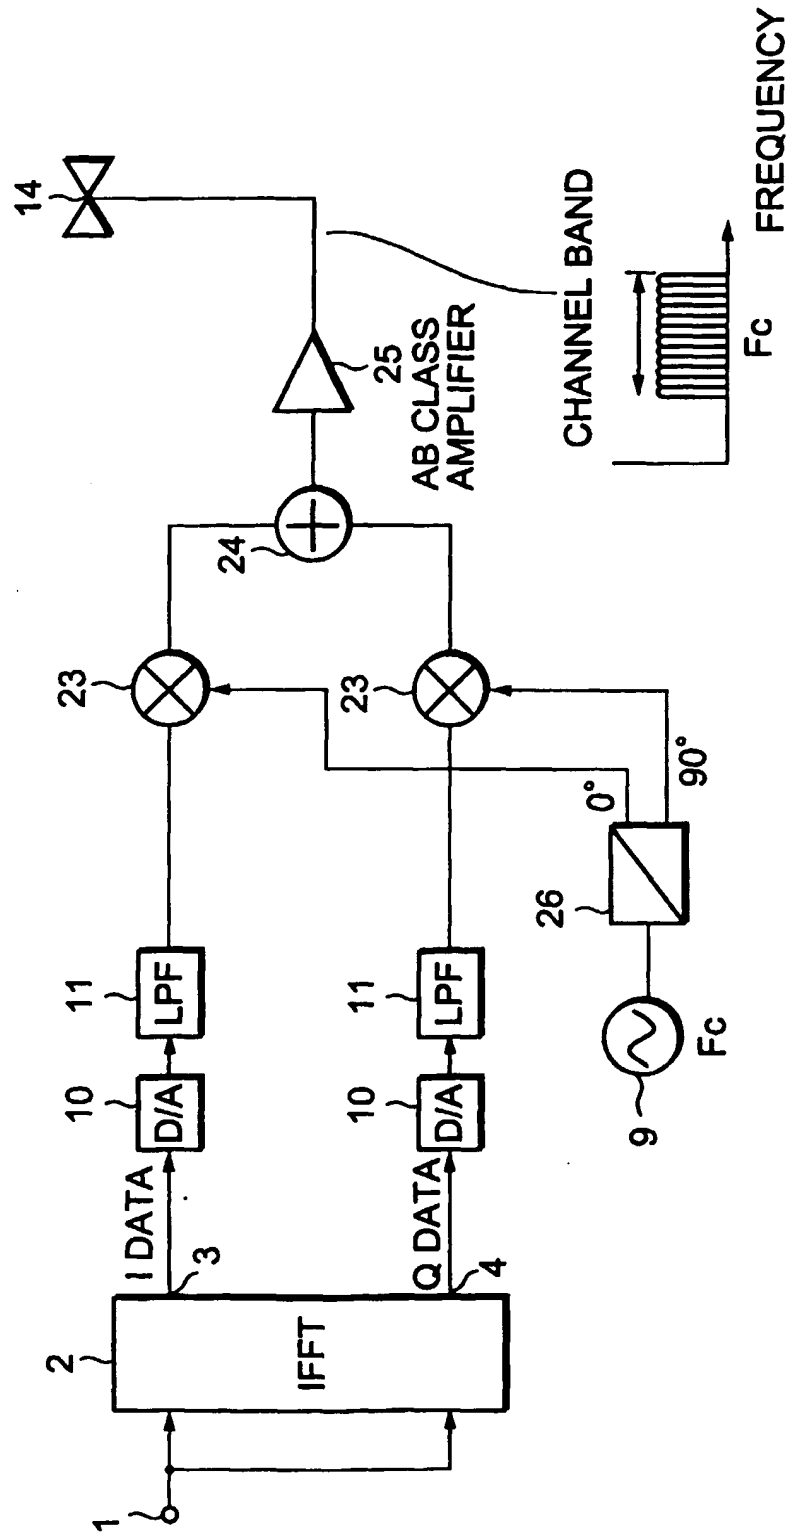 1
2
IFFT
I DATA
3
Q DATA
4
10
D/A
10
D/A
11
LPF
11
LPF
9
Fc
26
0°
90°
23
23
24
25
AB CLASS
AMPLIFIER
14
CHANNEL BAND
Fc
FREQUENCY